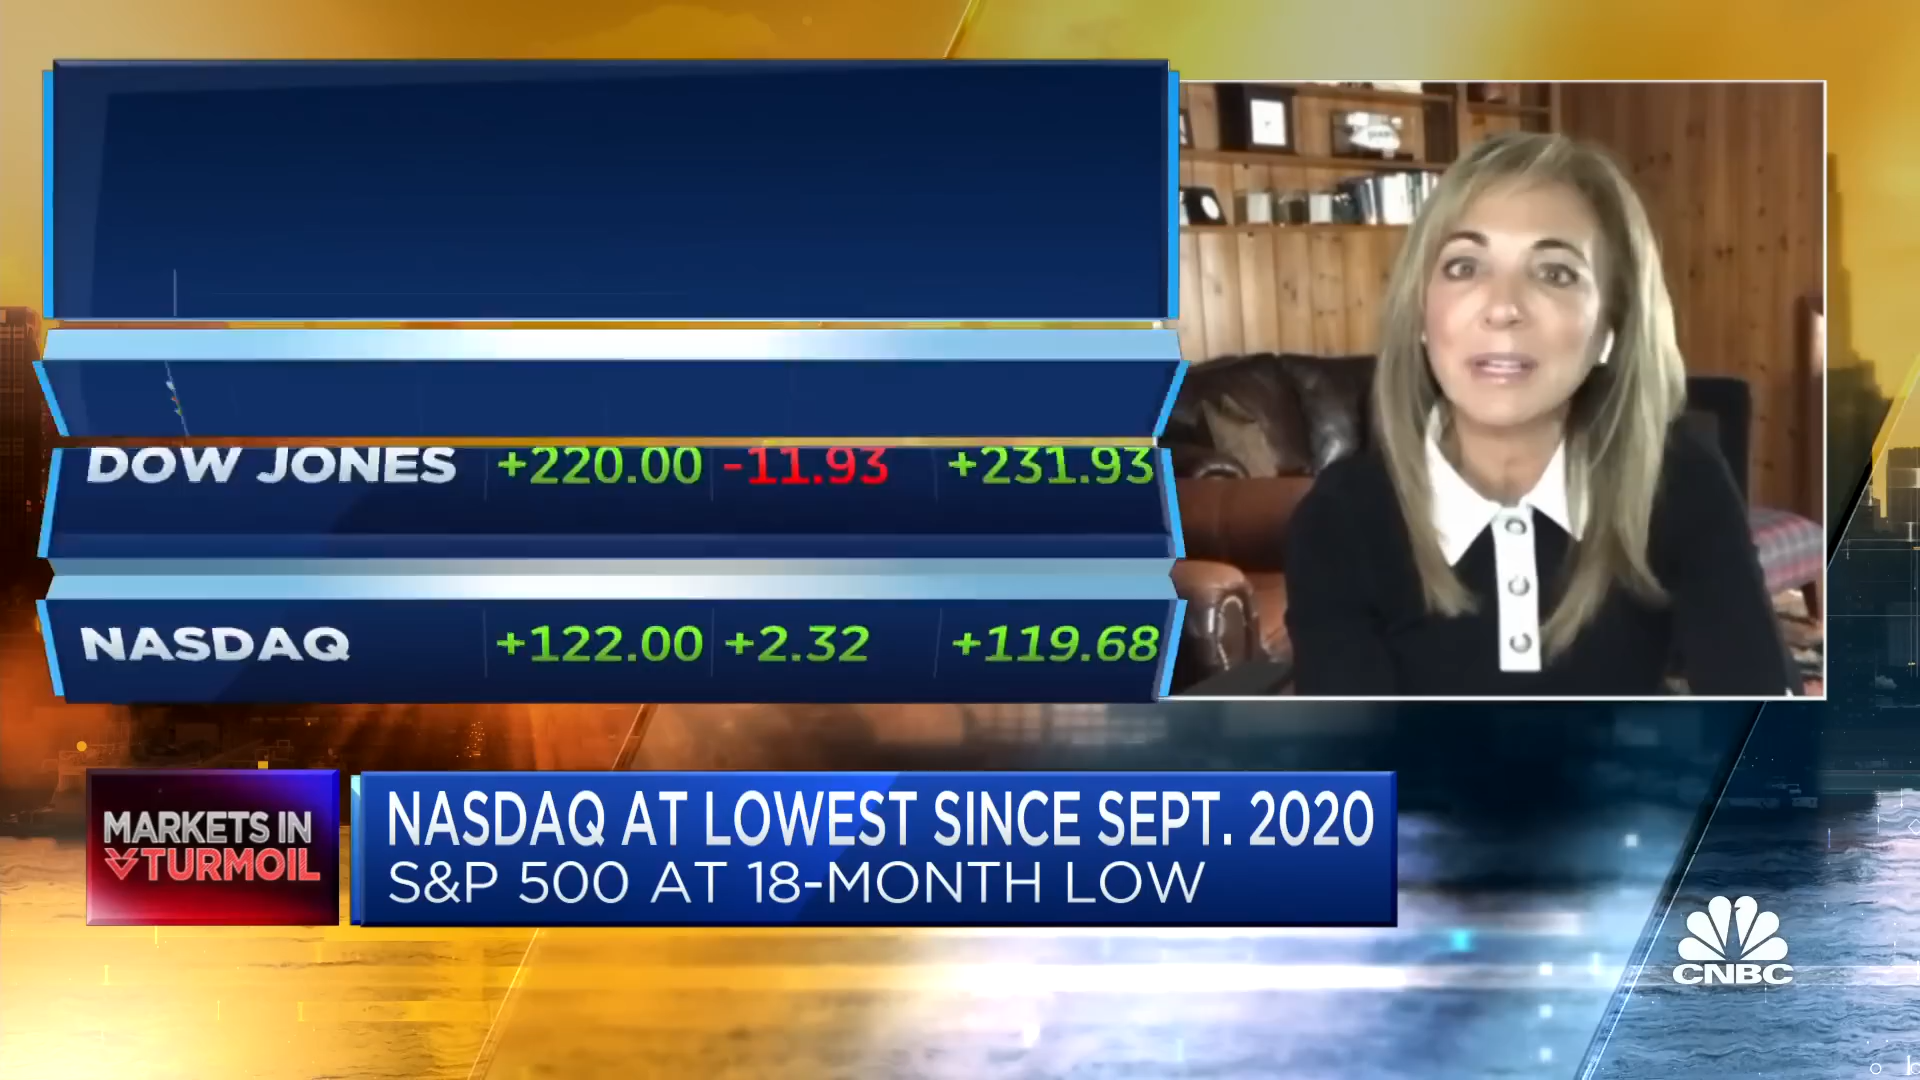 DOW JONES +220.00 -11.93 +231.93
NASDAQ +122.00 +2.32 +119.68
MARKETS IN
TURMOIL
NASDAQ AT LOWEST SINCE SEPT. 2020
S&P 500 AT 18-MONTH LOW
CNBC